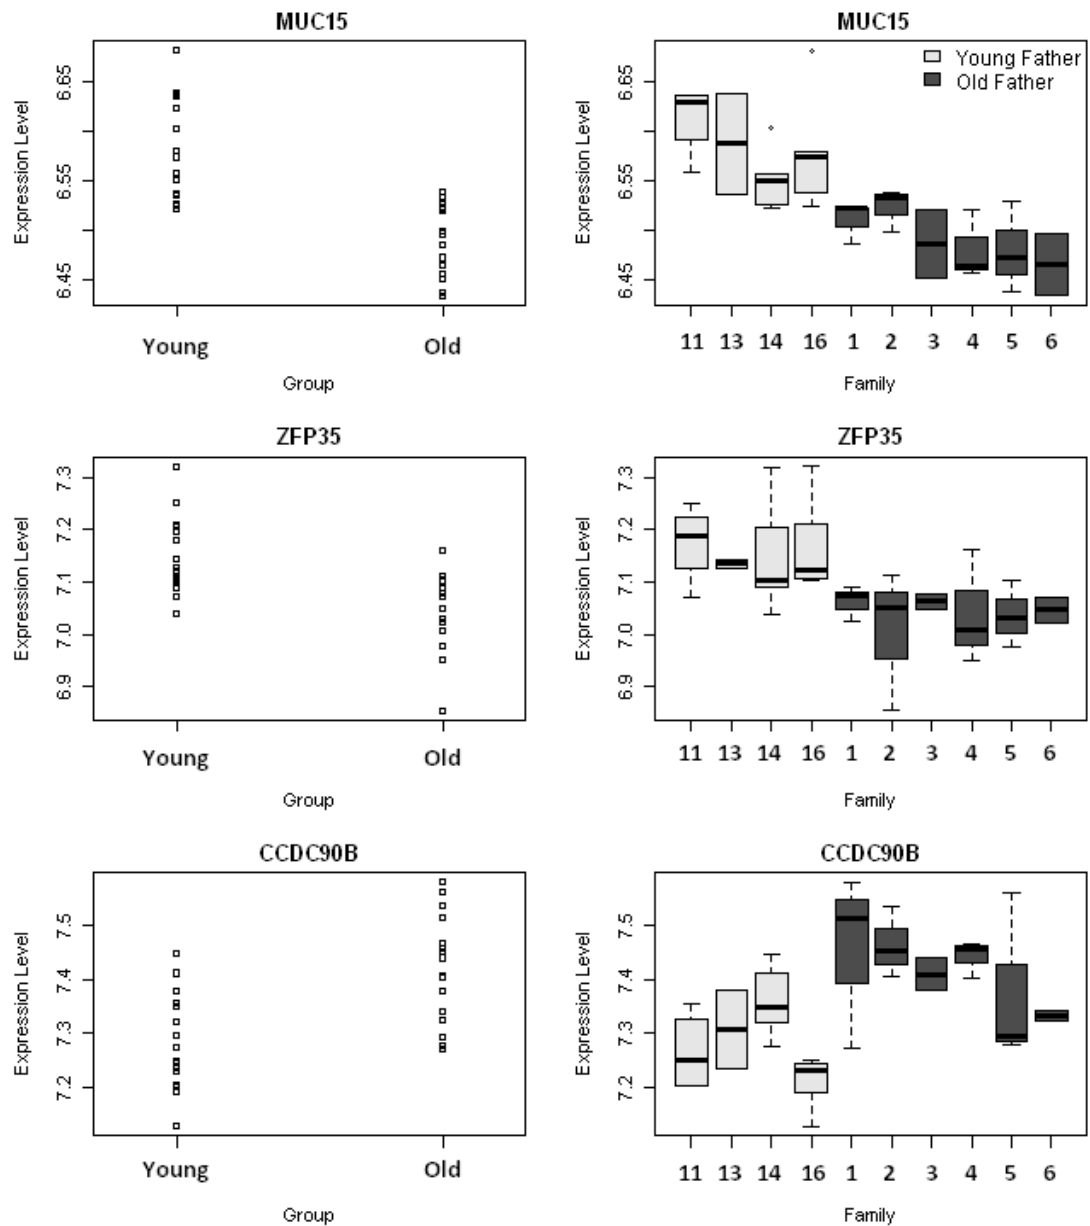 MUC15
Expression Level
6.65
6.55
6.45
Young Old
Group
MUC15
Young Father
Old Father
Expression Level
6.65
6.55
6.45
11 13 14 16 1 2 3 4 5 6
Family
ZFP35
Expression Level
7.3
7.2
7.1
7.0
6.9
Young Old
Group
ZFP35
Expression Level
7.3
7.2
7.1
7.0
6.9
11 13 14 16 1 2 3 4 5 6
Family
CCDC90B
Expression Level
7.5
7.4
7.3
7.2
Young Old
Group
CCDC90B
Expression Level
7.5
7.4
7.3
7.2
11 13 14 16 1 2 3 4 5 6
Family